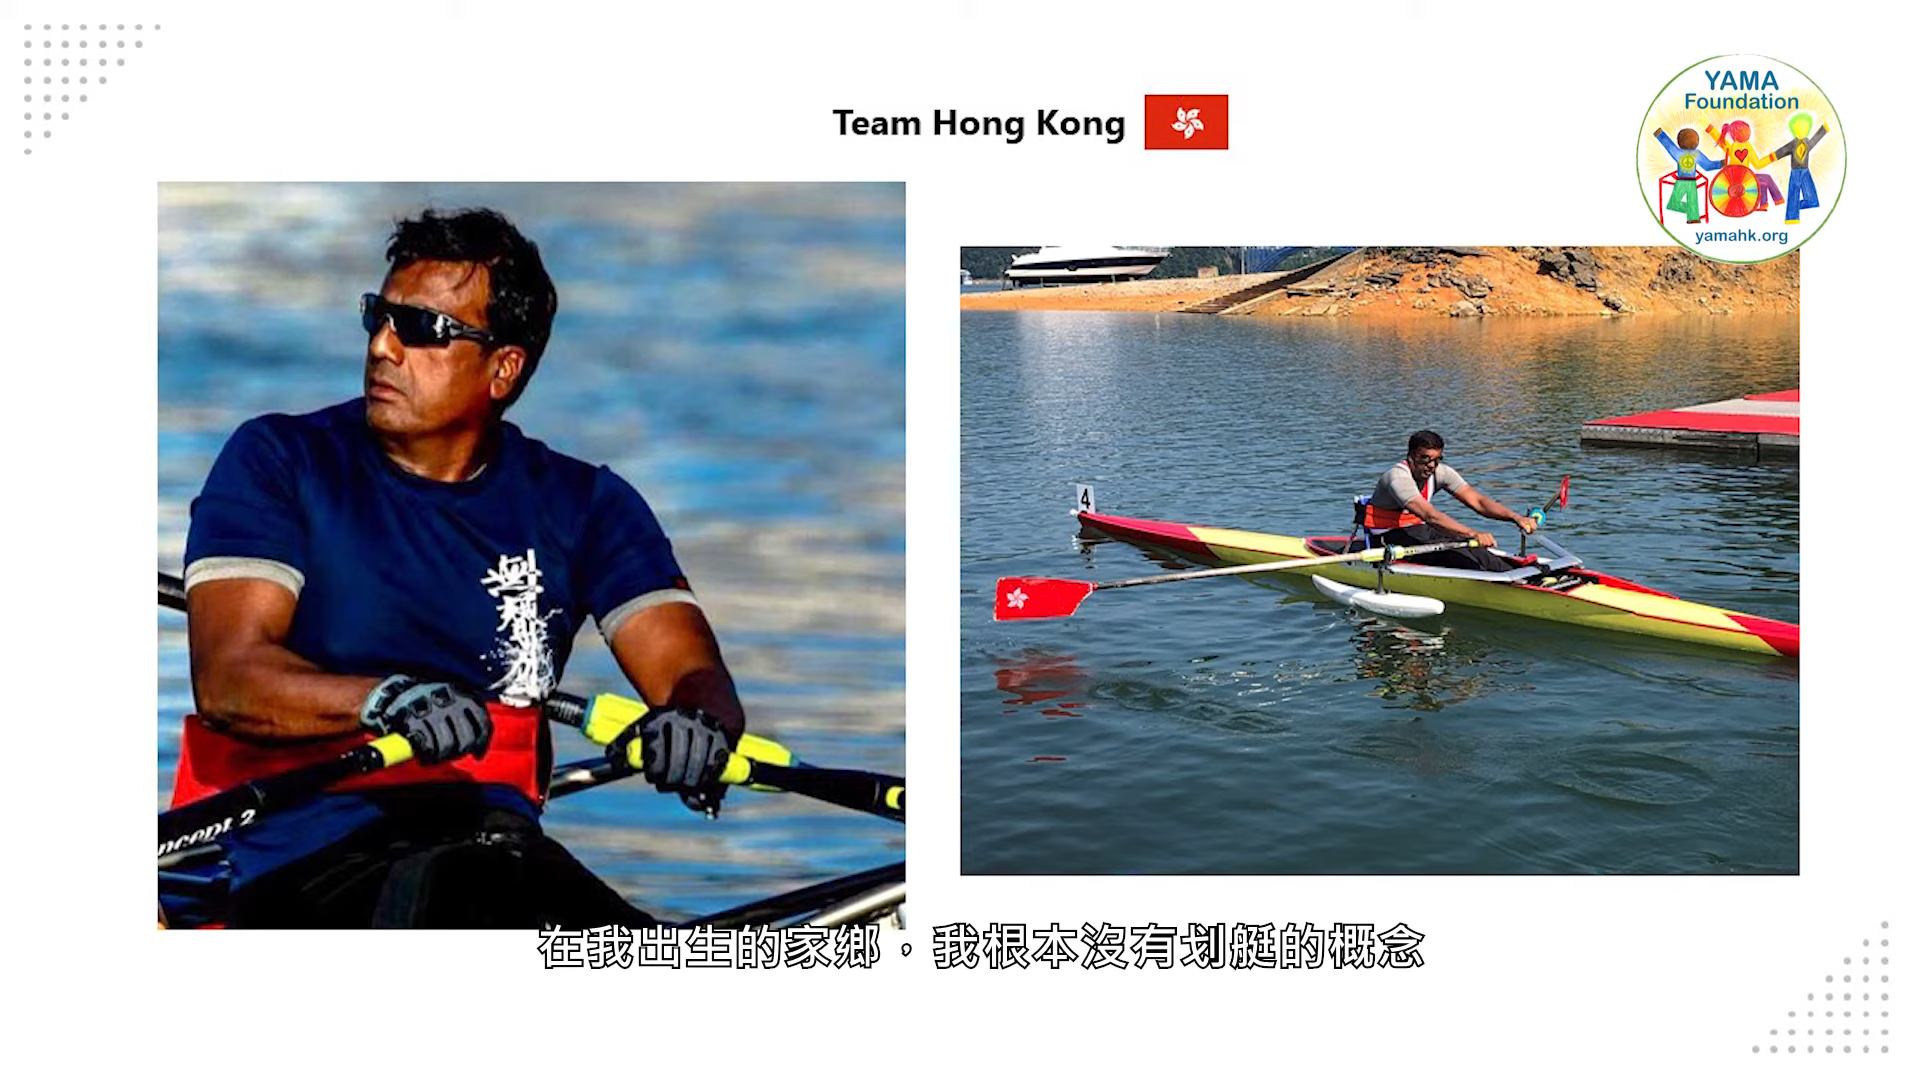 Team Hong Kong
YAMA
Foundation
yamahk.org
4
ncept 2
在我出生的家鄉，我根本沒有划艇的概念